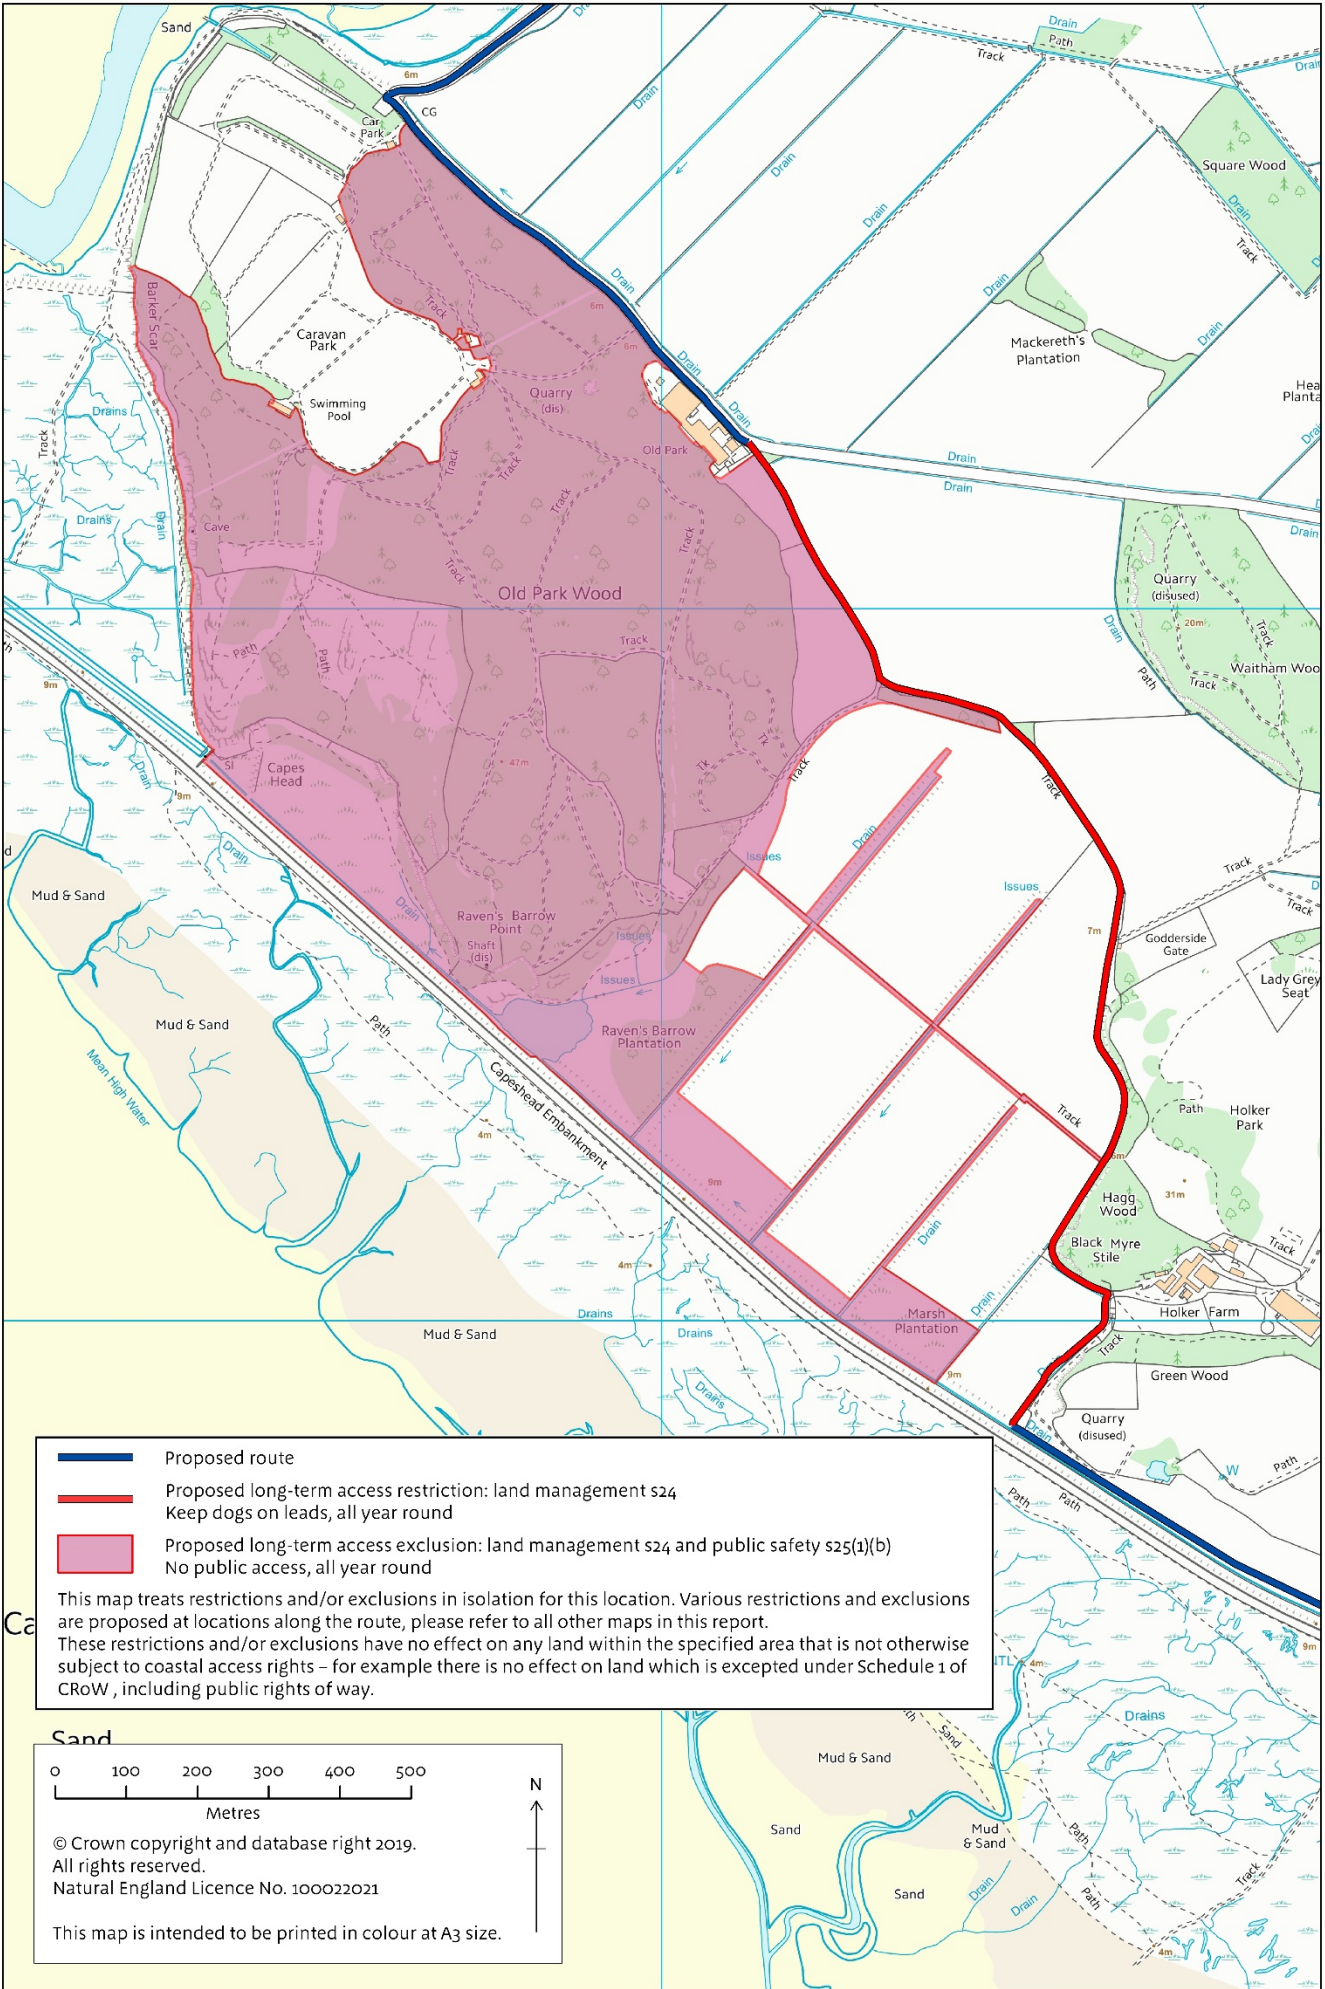 Sand
Drain
Path
Track
Drain
6m
CG
Car
Park
Drain
Drain
Drain
Square Wood
Drain
Track
Barker Scar
Track
Drain
6m
6m
Drain
Drain
Drain
Drain
Mackereth's
Plantation
Caravan
Park
Swimming
Pool
Quarry
(dis)
Old Park
Drains
Track
Drains
Drain
Cave
Track
Track
Track
Track
Track
Drain
Drain
Drain
Old Park Wood
Quarry
(disused)
20m
Track
Track
Waitham Woo
Drain
Path
Path
Path
Track
9m
Sl
Capes
Head
47m
Tk
Tk
Track
Track
Drain
9m
Drain
Drain
Issues
Issues
Track
Track
Mud & Sand
Drain
Raven's Barrow
Point
Shaft
(dis)
Issues
Issues
7m
Godderside
Gate
Lady Grey
Seat
Mud & Sand
Path
Mean High Water
Raven's Barrow
Plantation
Capeshead Embankment
4m
Track
Path
Holker
Park
9m
31m
Hagg
Wood
Black Myre
Stile
Track
Drain
4m
Drains
Drains
Mud & Sand
Drains
Marsh
Plantation
Drain
Holker Farm
Track
9m
Green Wood
Quarry
(disused)
Drain
W
Path
Path
Path
Proposed route
Proposed long-term access restriction: land management s24
Keep dogs on leads, all year round
Proposed long-term access exclusion: land management s24 and public safety s25(1)(b)
No public access, all year round
This map treats restrictions and/or exclusions in isolation for this location. Various restrictions and exclusions
are proposed at locations along the route, please refer to all other maps in this report.
These restrictions and/or exclusions have no effect on any land within the specified area that is not otherwise
subject to coastal access rights – for example there is no effect on land which is excepted under Schedule 1 of
CRoW , including public rights of way.
Ca
9m
4m
Drains
Sand
Sand
Mud & Sand
Sand
Mud
& Sand
Sand
Drain
Drain
Path
Path
Track
4m
0 100 200 300 400 500
Metres
N
© Crown copyright and database right 2019.
All rights reserved.
Natural England Licence No. 100022021
This map is intended to be printed in colour at A3 size.